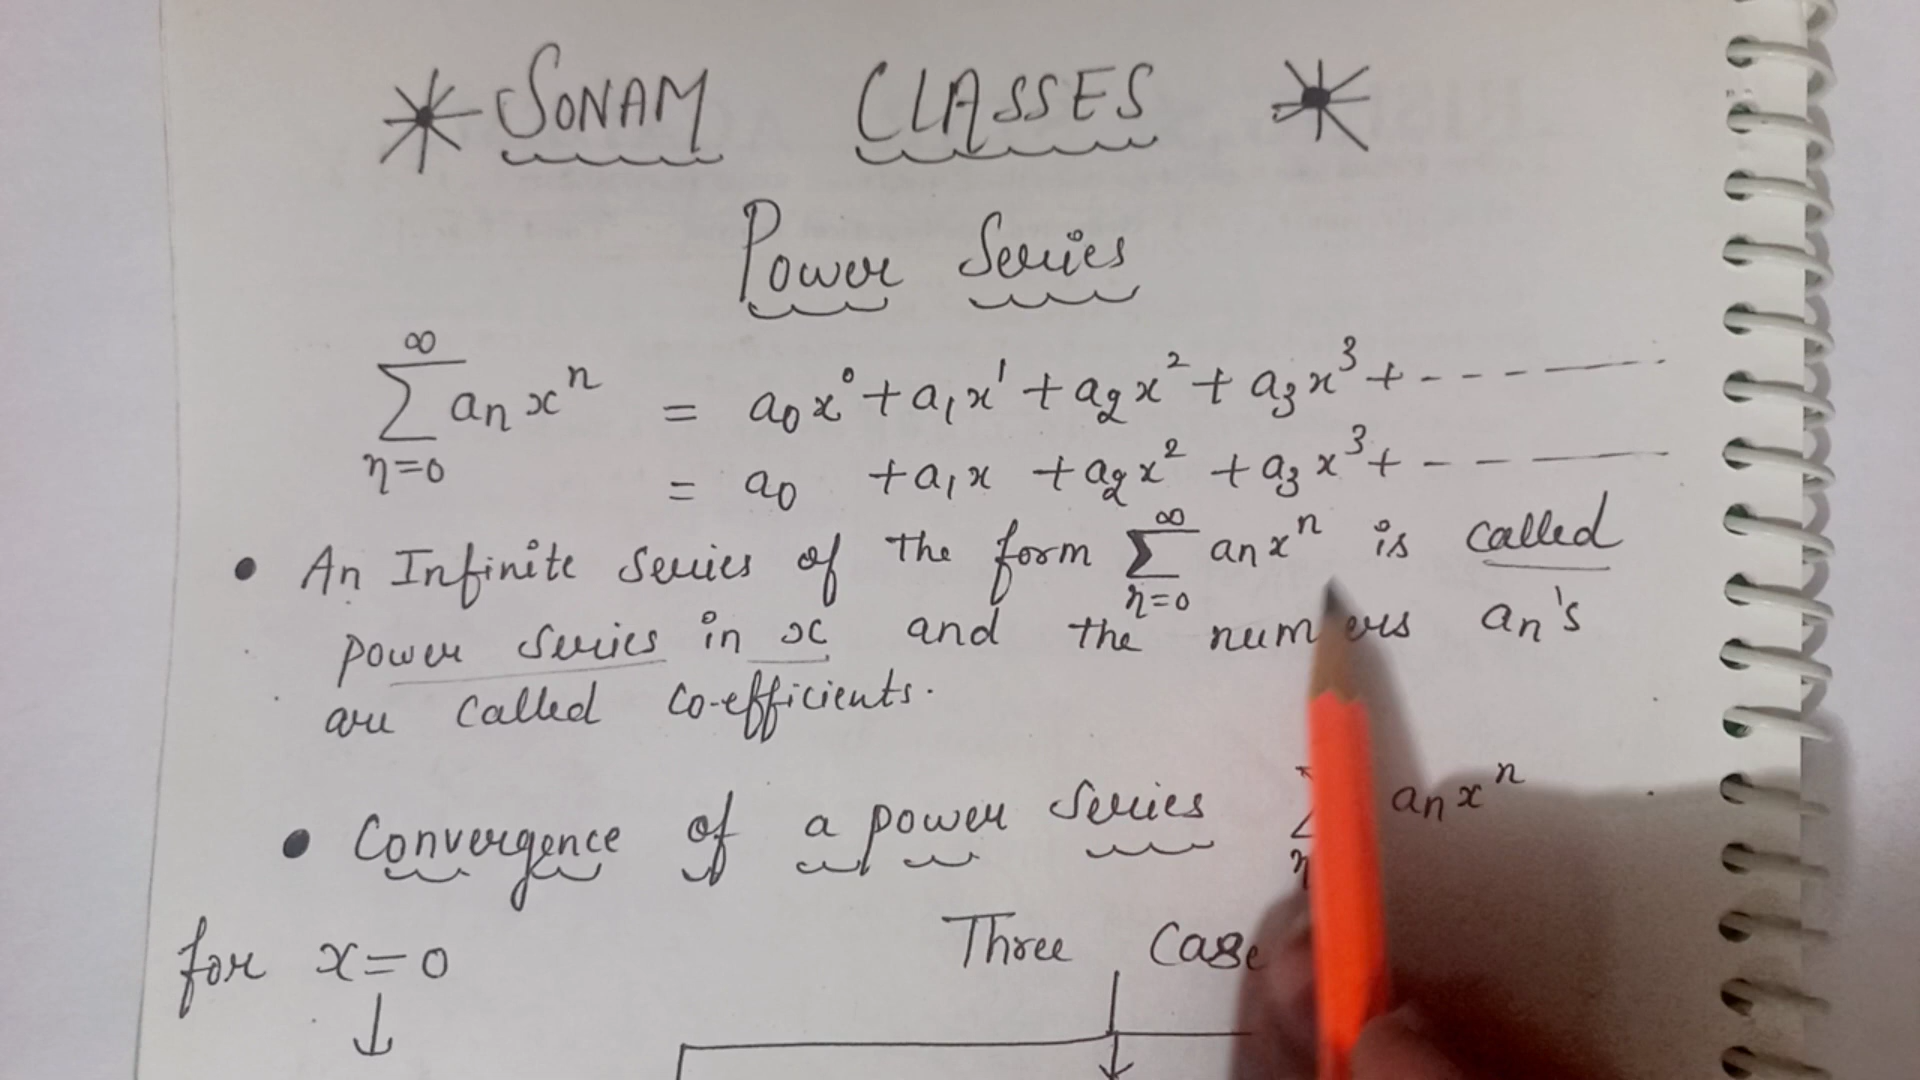 SONAM CLASSES
Power Series
∞
∑ aₙ xⁿ = a₀x⁰ + a₁x¹ + a₂x² + a₃x³ + - - - - —
n=0
= a₀ + a₁x + a₂x² + a₃x³ + - - —
• An Infinite Series of the form ∞∑n=0 aₙxⁿ is called
power series in x and the num ers aₙ's
are called co-efficients.
• Convergence of a power series aₙxⁿ
for x=0 Three Case